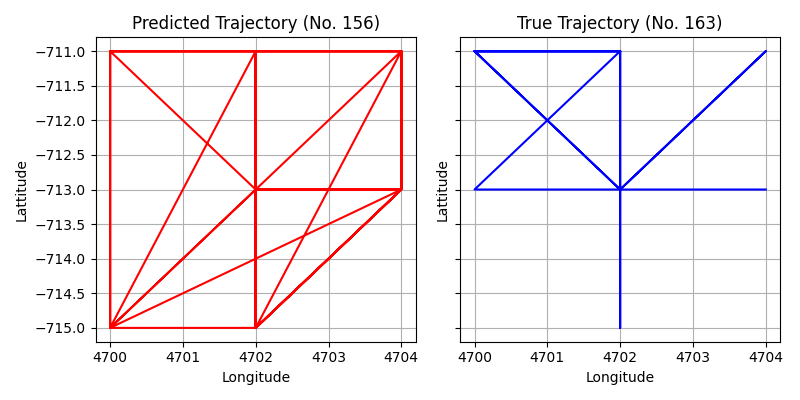 Predicted Trajectory (No. 156)
True Trajectory (No. 163)
−711.0
−711.5
−712.0
−712.5
−713.0
−713.5
−714.0
−714.5
−715.0
Lattitude
Lattitude
4700 4701 4702 4703 4704
4700 4701 4702 4703 4704
Longitude
Longitude